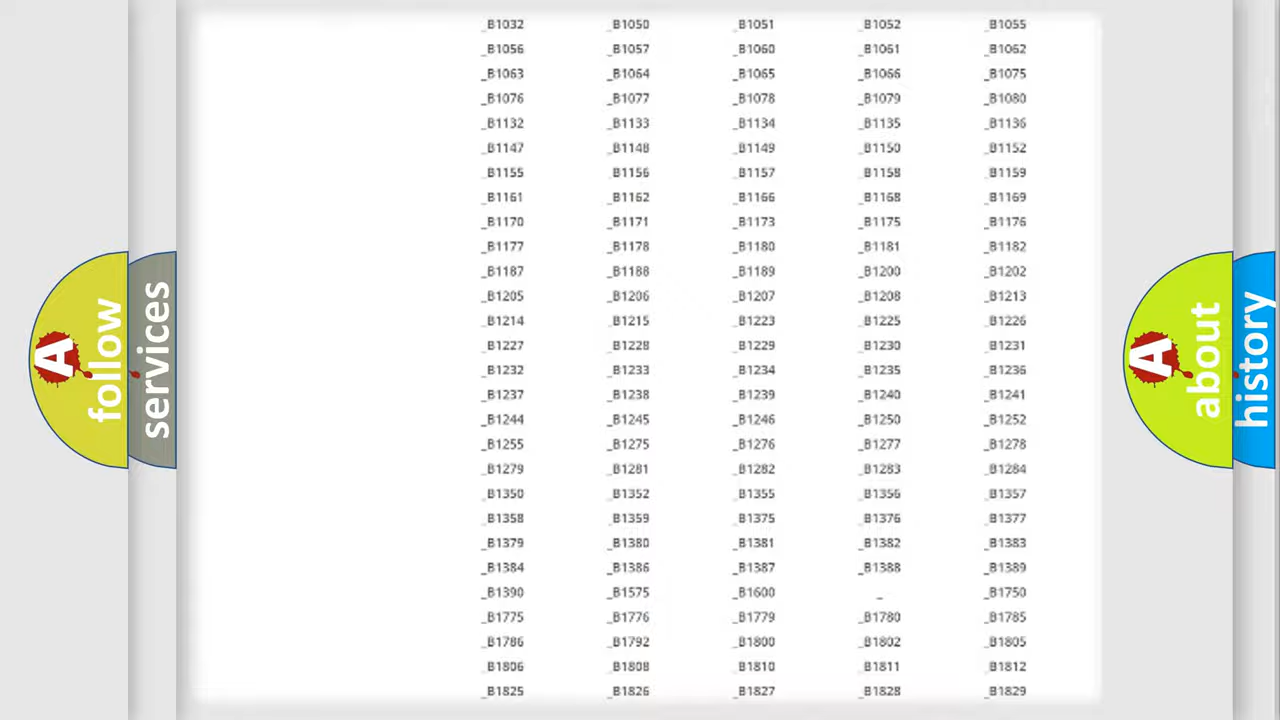 _B1032 _B1050 _B1051 _B1052 _B1055
_B1056 _B1057 _B1060 _B1061 _B1062
_B1063 _B1064 _B1065 _B1066 _B1075
_B1076 _B1077 _B1078 _B1079 _B1080
_B1132 _B1133 _B1134 _B1135 _B1136
_B1147 _B1148 _B1149 _B1150 _B1152
_B1155 _B1156 _B1157 _B1158 _B1159
_B1161 _B1162 _B1166 _B1168 _B1169
_B1170 _B1171 _B1173 _B1175 _B1176
_B1177 _B1178 _B1180 _B1181 _B1182
_B1187 _B1188 _B1189 _B1200 _B1202
_B1205 _B1206 _B1207 _B1208 _B1213
_B1214 _B1215 _B1223 _B1225 _B1226
_B1227 _B1228 _B1229 _B1230 _B1231
_B1232 _B1233 _B1234 _B1235 _B1236
_B1237 _B1238 _B1239 _B1240 _B1241
_B1244 _B1245 _B1246 _B1250 _B1252
_B1255 _B1275 _B1276 _B1277 _B1278
_B1279 _B1281 _B1282 _B1283 _B1284
_B1350 _B1352 _B1355 _B1356 _B1357
_B1358 _B1359 _B1375 _B1376 _B1377
_B1379 _B1380 _B1381 _B1382 _B1383
_B1384 _B1386 _B1387 _B1388 _B1389
_B1390 _B1575 _B1600 _ _B1750
_B1775 _B1776 _B1779 _B1780 _B1785
_B1786 _B1792 _B1800 _B1802 _B1805
_B1806 _B1808 _B1810 _B1811 _B1812
_B1825 _B1826 _B1827 _B1828 _B1829
A follow
services
A about
history